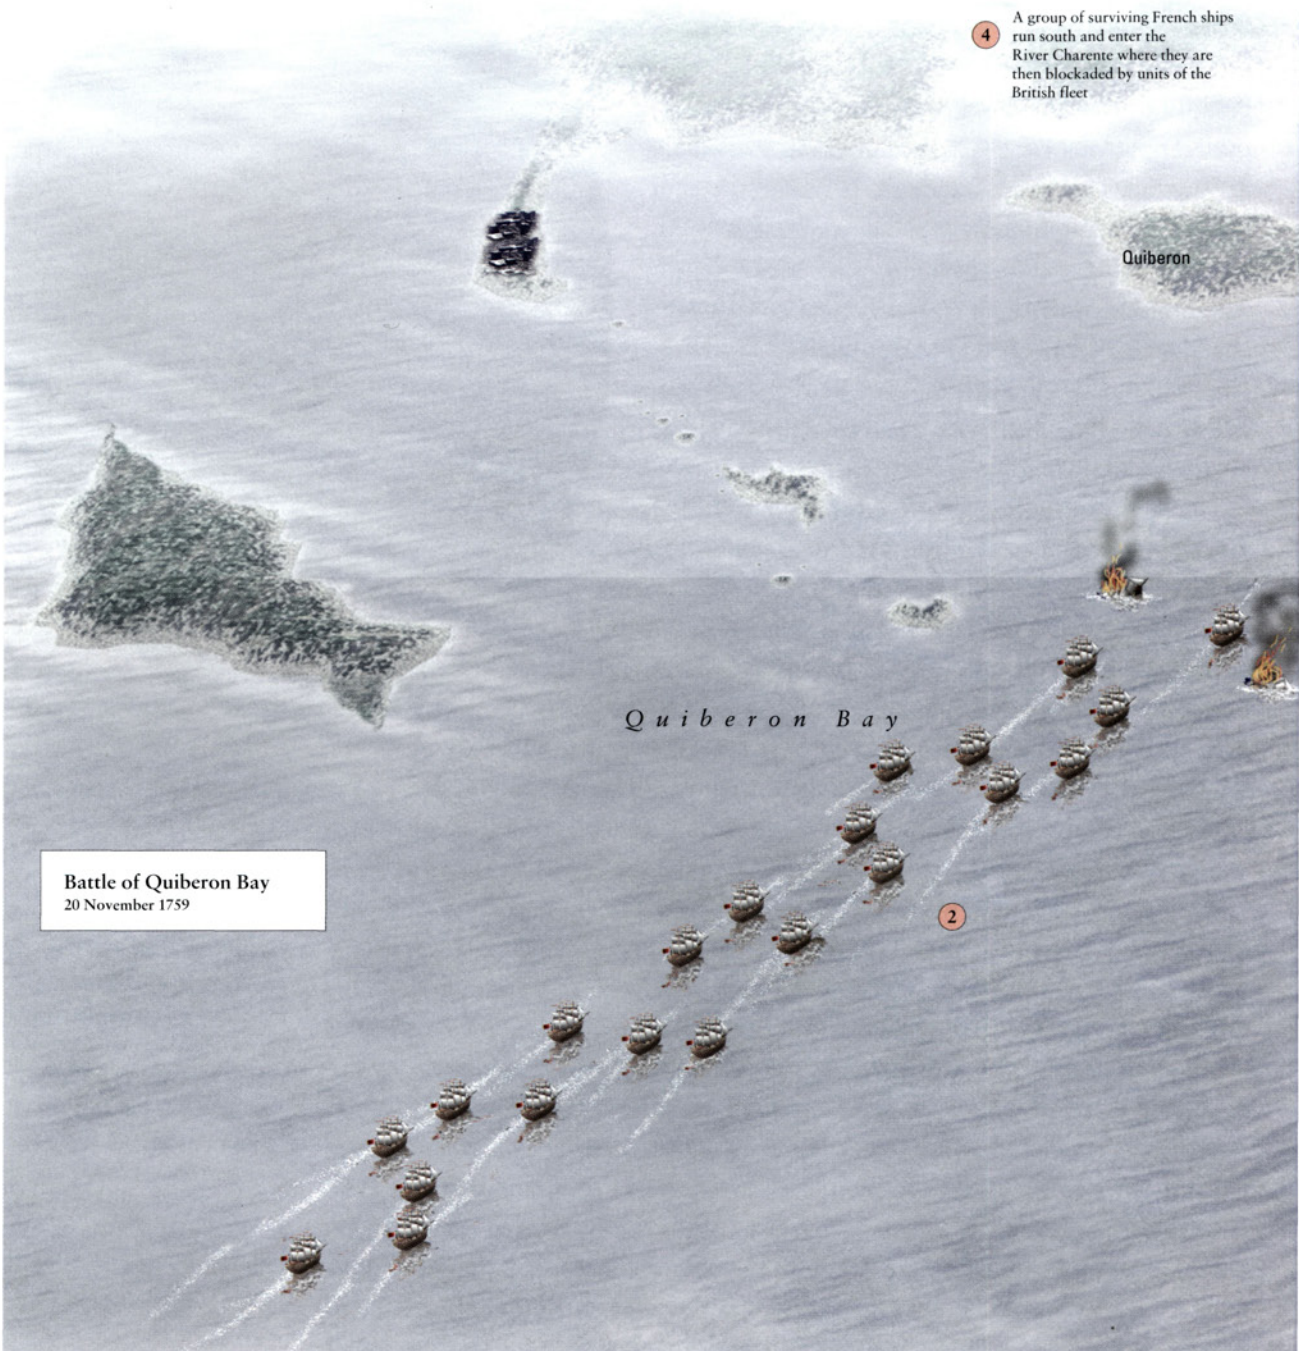 4
A group of surviving French ships
run south and enter the
River Charente where they are
then blockaded by units of the
British fleet
Quiberon
Quiberon Bay
Battle of Quiberon Bay
20 November 1759
2